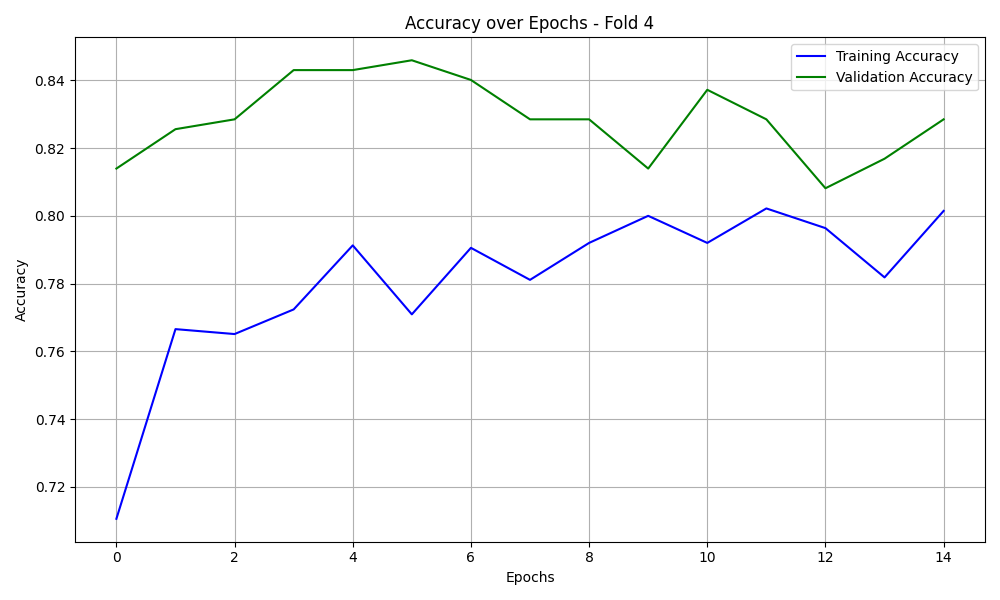 Accuracy over Epochs - Fold 4
Training Accuracy
Validation Accuracy
Accuracy
0.84
0.82
0.80
0.78
0.76
0.74
0.72
0 2 4 6 8 10 12 14
Epochs